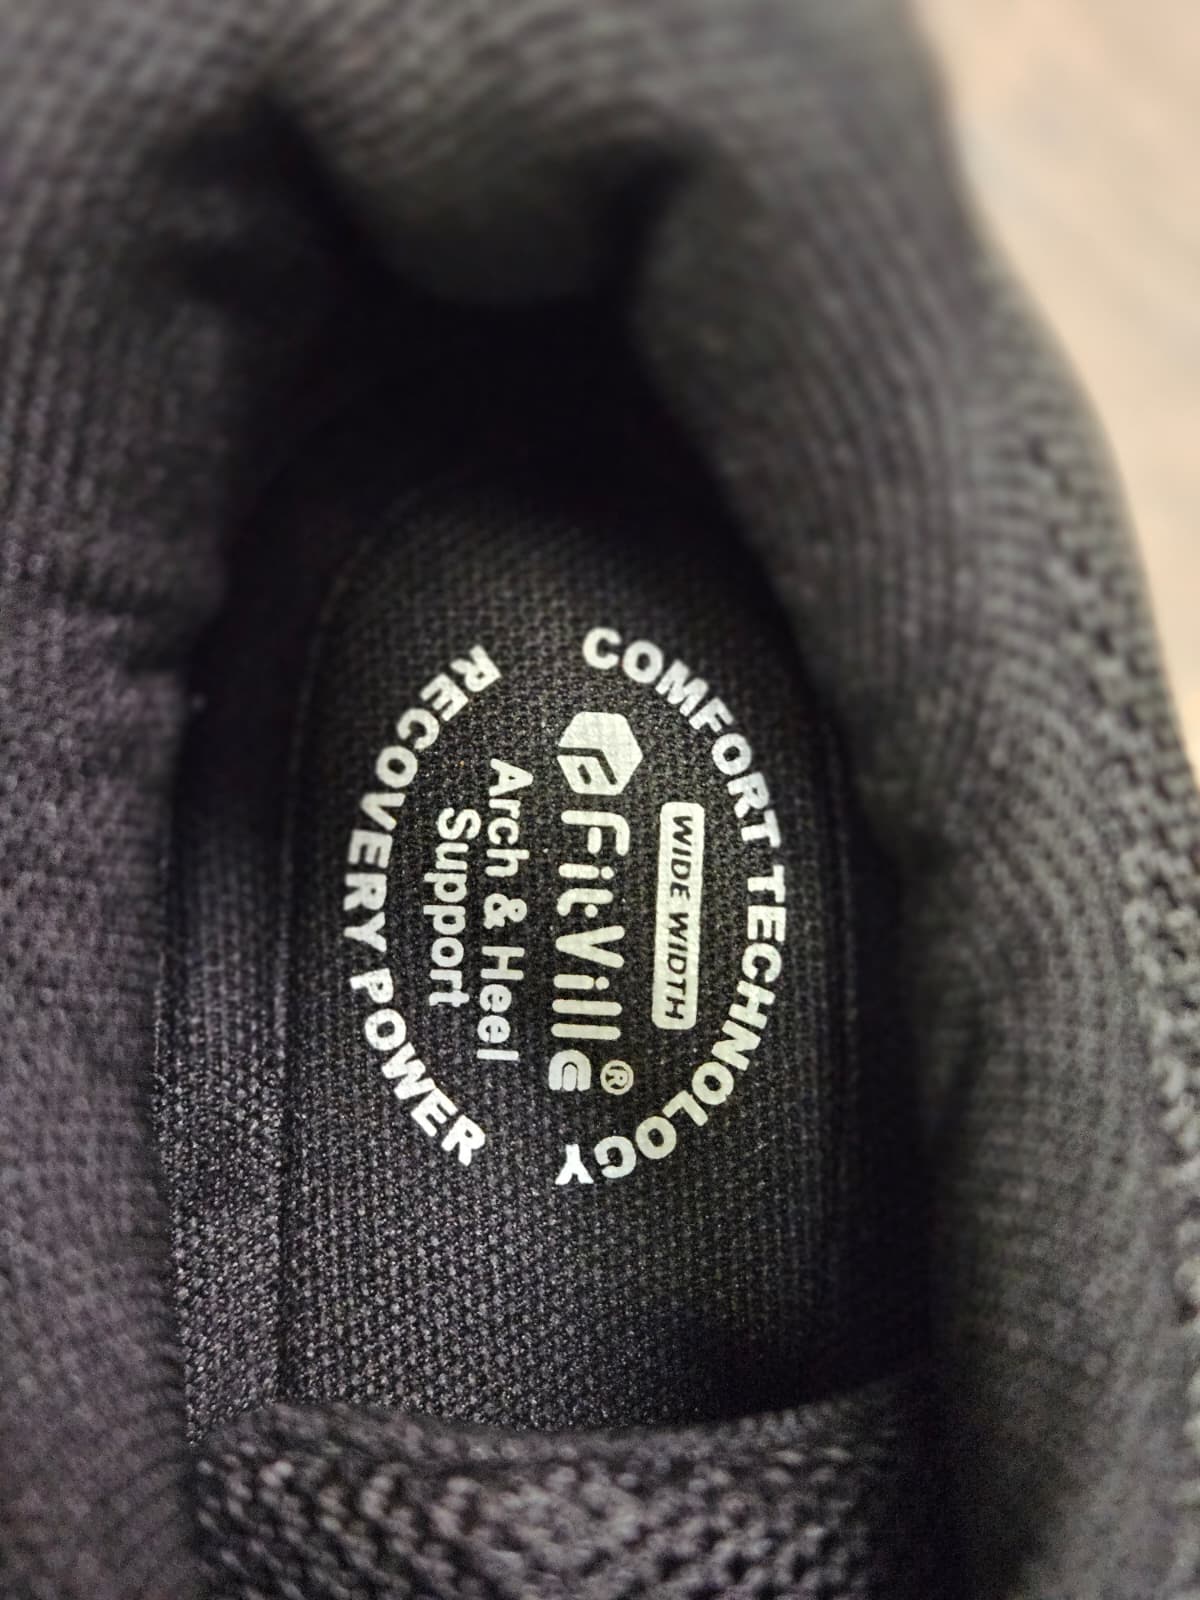 COMFORT TECHNOLOGY
WIDE WIDTH
FitVille®
Arch & Heel
Support
RECOVERY POWER